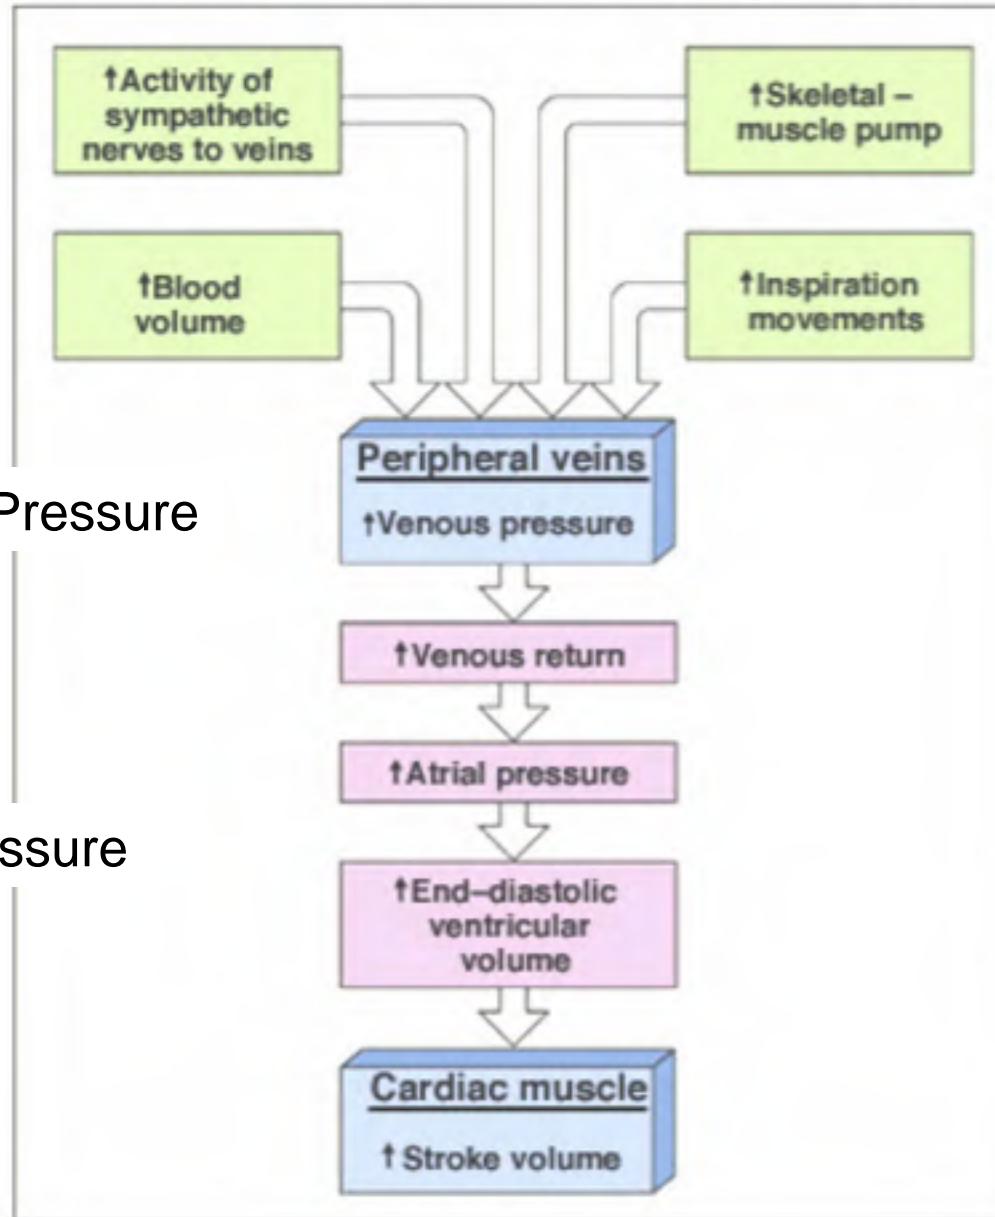 ↑Activity of
sympathetic
nerves to veins
↑Skeletal –
muscle pump
↑Blood
volume
↑Inspiration
movements
Peripheral veins
↑Venous pressure
Pressure
↑Venous return
↑Atrial pressure
ssure
↑End–diastolic
ventricular
volume
Cardiac muscle
↑Stroke volume